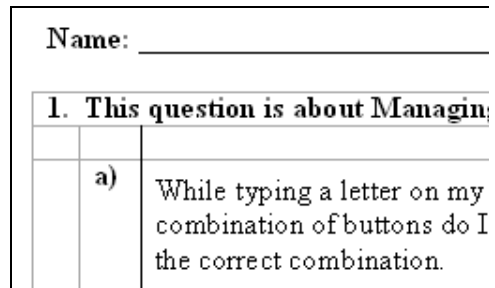 Name:
1. This question is about Managing
a)
While typing a letter on my
combination of buttons do I
the correct combination.